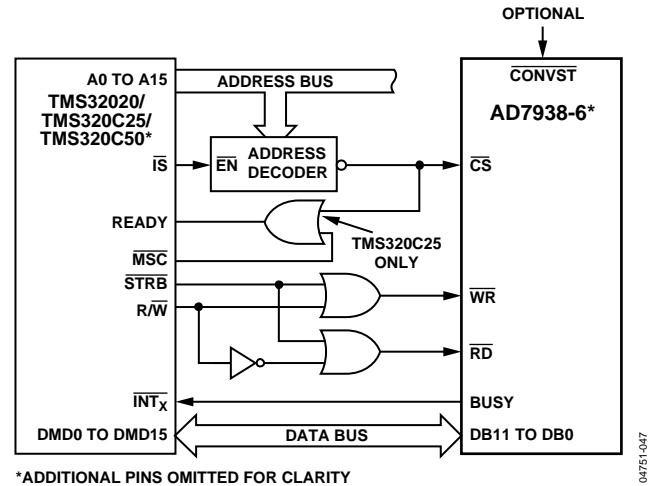 OPTIONAL
A0 TO A15
ADDRESS BUS
CONVST
TMS32020/
TMS320C25/
TMS320C50*
AD7938-6*
IS
EN
ADDRESS
DECODER
CS
READY
TMS320C25
ONLY
MSC
STRB
R/W
WR
RD
INTX
BUSY
DMD0 TO DMD15
DATA BUS
DB11 TO DB0
*ADDITIONAL PINS OMITTED FOR CLARITY
04751-047